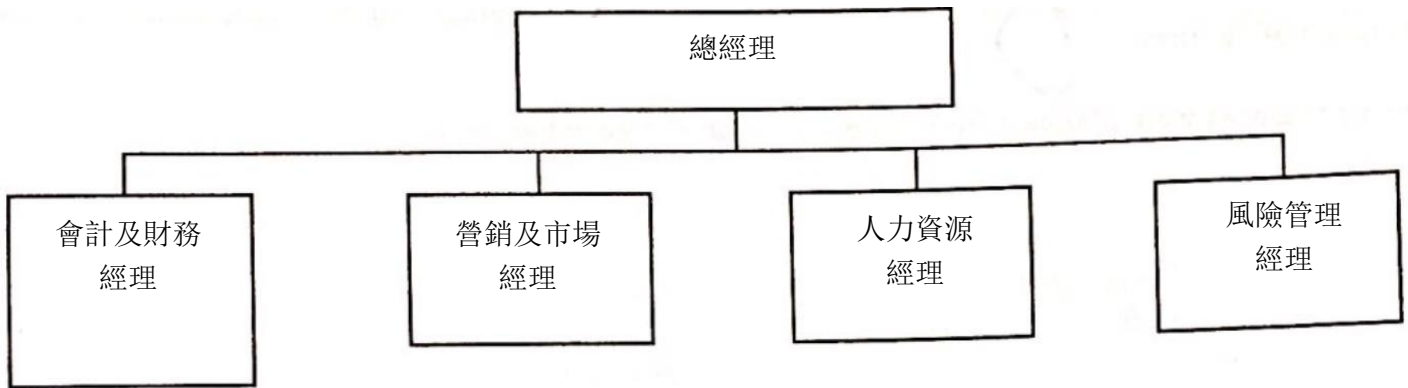 總經理
會計及財務
經理
營銷及市場
經理
人力資源
經理
風險管理
經理